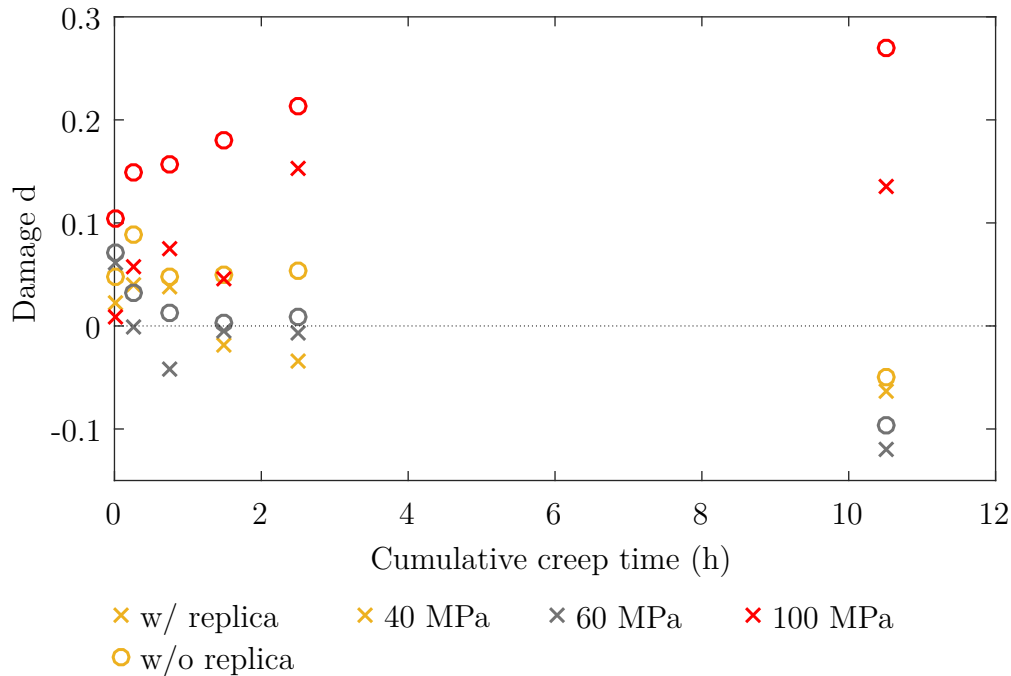 0.3
0.2
0.1
0
-0.1
Damage d
0 2 4 6 8 10 12
Cumulative creep time (h)
w/ replica 40 MPa 60 MPa 100 MPa
w/o replica